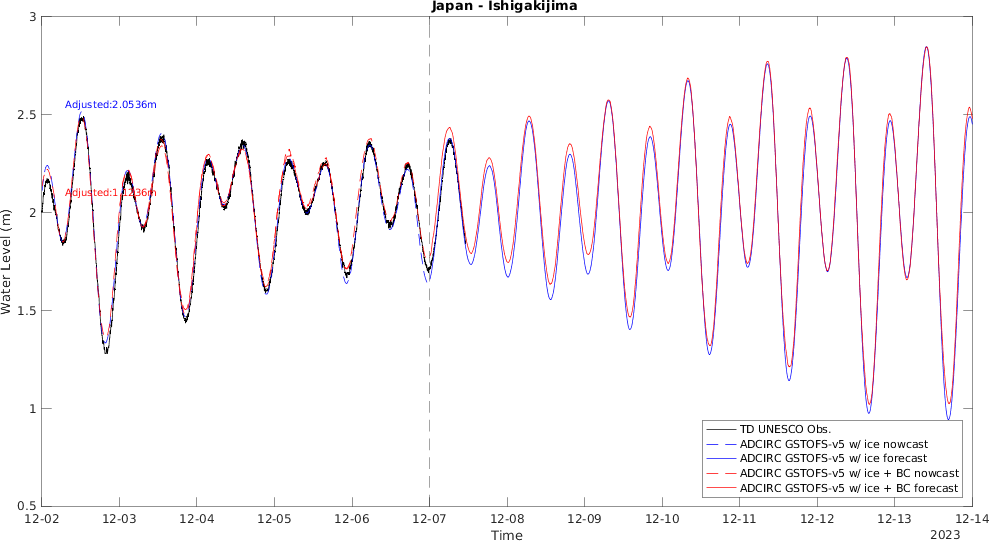 Japan - Ishigakijima
3
2.5
2
1.5
1
0.5
Water Level (m)
Adjusted:2.0536m
Adjusted:1.1236m
TD UNESCO Obs.
ADCIRC GSTOFS-v5 w/ ice nowcast
ADCIRC GSTOFS-v5 w/ ice forecast
ADCIRC GSTOFS-v5 w/ ice + BC nowcast
ADCIRC GSTOFS-v5 w/ ice + BC forecast
12-02 12-03 12-04 12-05 12-06 12-07 12-08 12-09 12-10 12-11 12-12 12-13 12-14
Time
2023